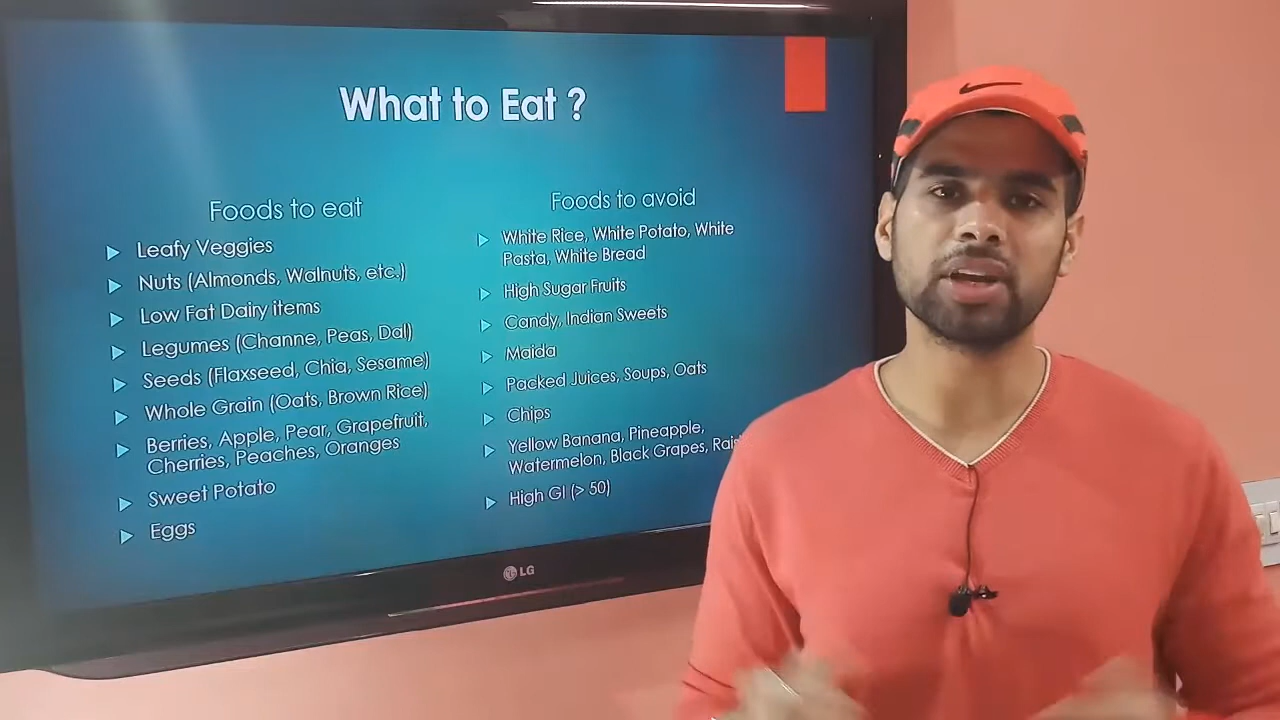 What to Eat ?
Foods to eat
Leafy Veggies
Nuts (Almonds, Walnuts, etc.)
Low Fat Dairy items
Legumes (Channe, Peas, Dal)
Seeds (Flaxseed, Chia, Sesame)
Whole Grain (Oats, Brown Rice)
Berries, Apple, Pear, Grapefruit,
Cherries, Peaches, Oranges
Sweet Potato
Eggs
Foods to avoid
White Rice, White Potato, White
Pasta, White Bread
High Sugar Fruits
Candy, Indian Sweets
Maida
Packed Juices, Soups, Oats
Chips
Yellow Banana, Pineapple,
Watermelon, Black Grapes,
High GI (> 50)
LG